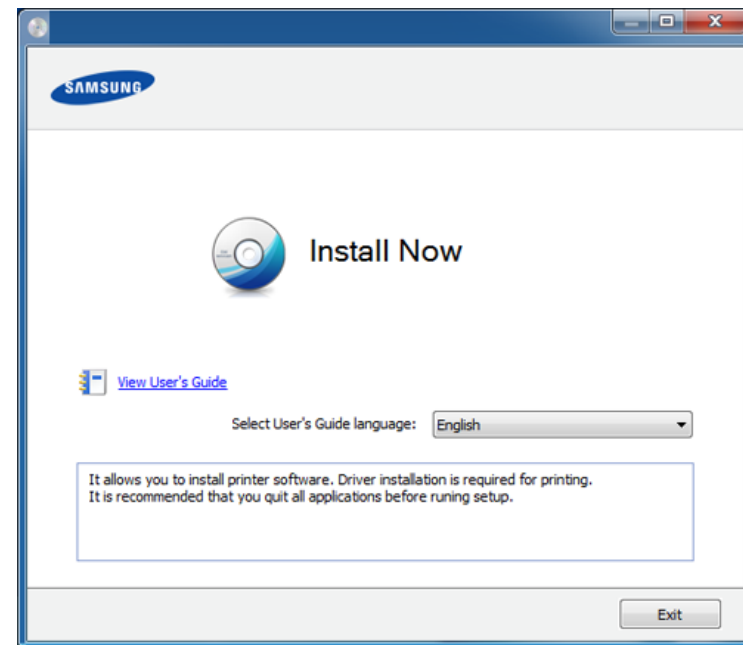 SAMSUNG
Install Now
View User's Guide
Select User's Guide language: English
It allows you to install printer software. Driver installation is required for printing.
It is recommended that you quit all applications before runing setup.
Exit